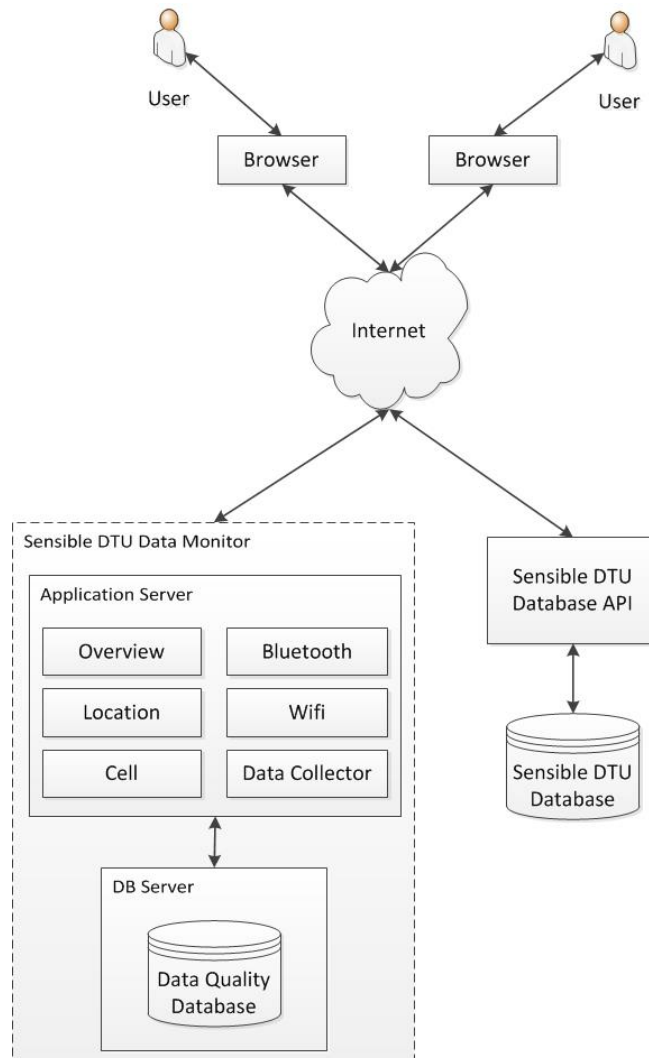 User
User
Browser
Browser
Internet
Sensible DTU Data Monitor
Application Server
Overview
Bluetooth
Location
Wifi
Cell
Data Collector
DB Server
Data Quality
Database
Sensible DTU
Database API
Sensible DTU
Database